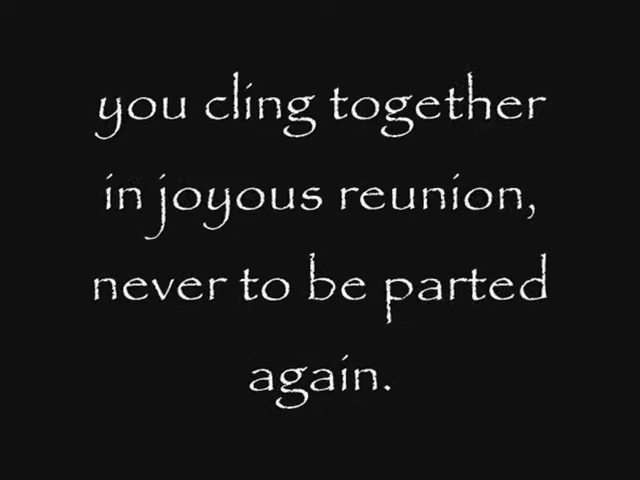 you cling together
in joyous reunion,
never to be parted
again.